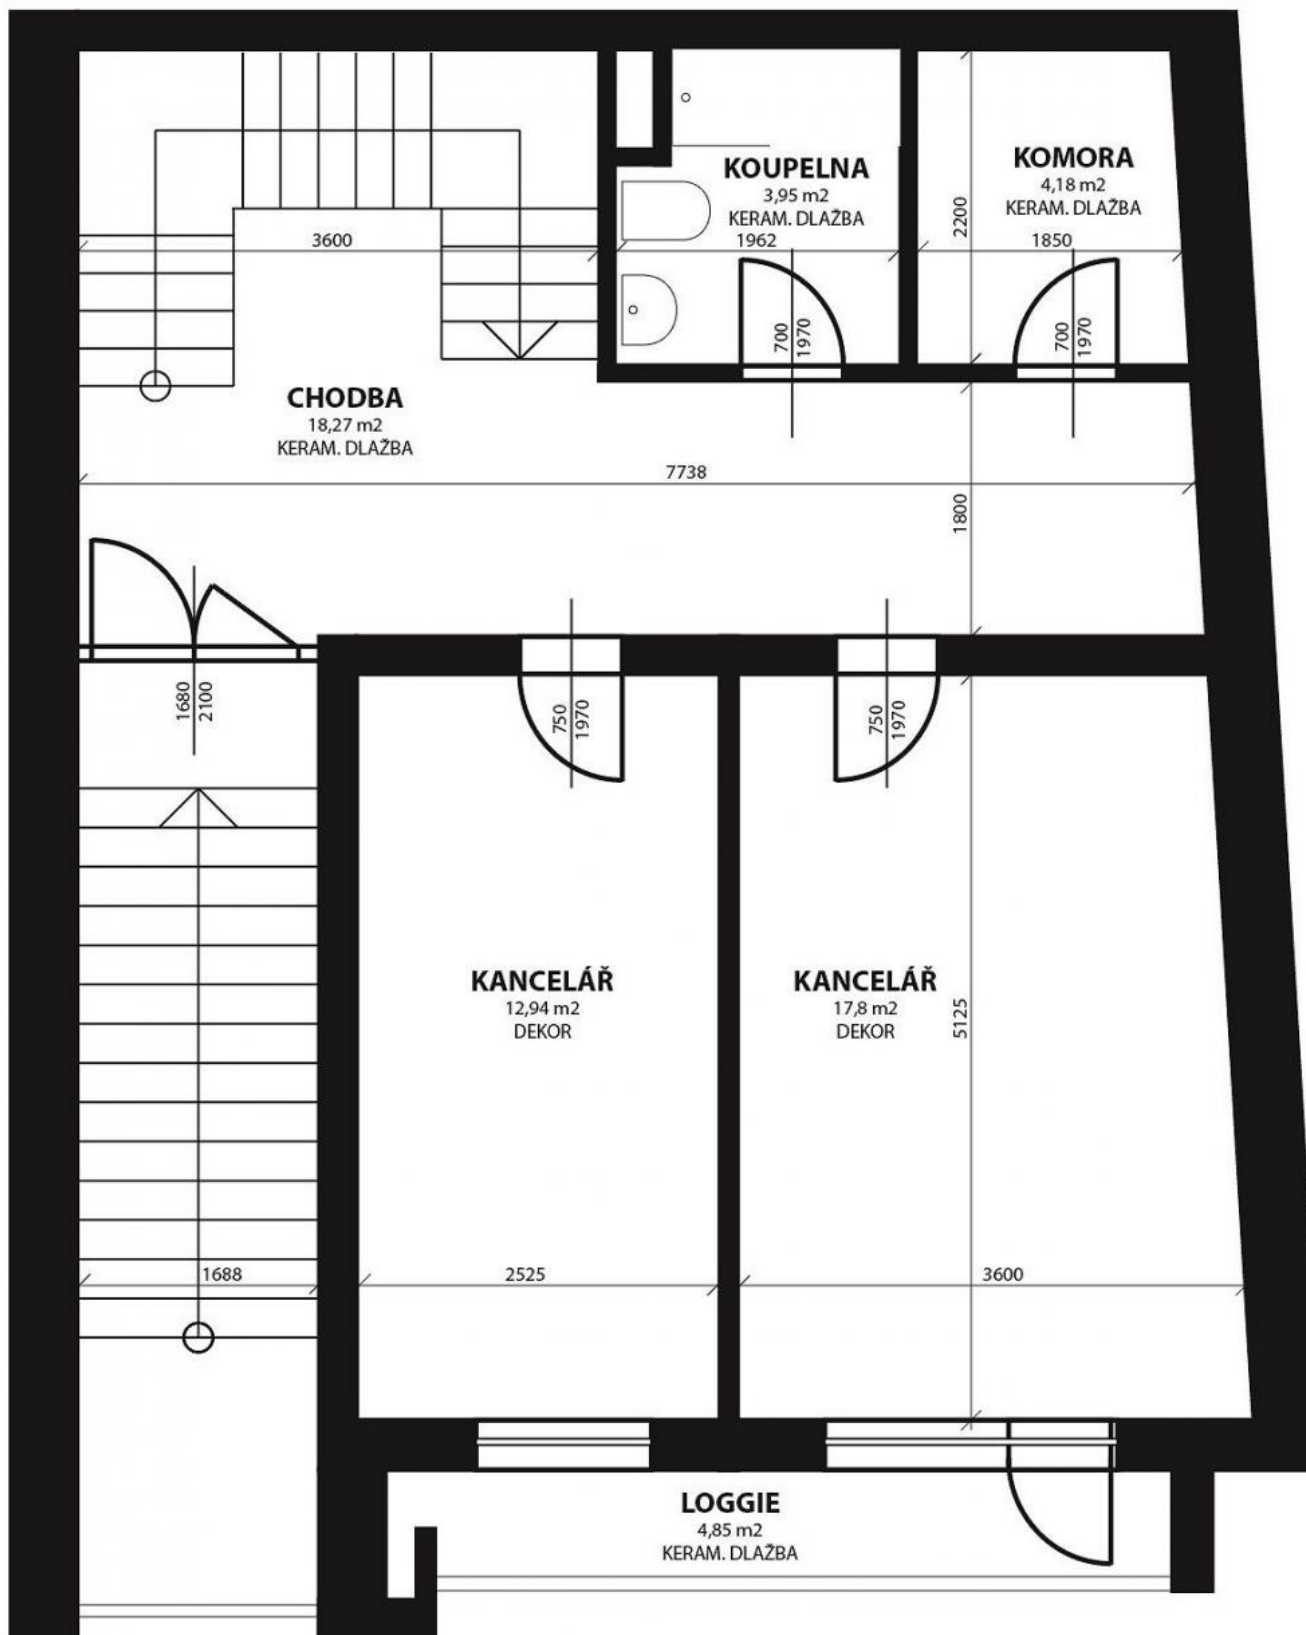 KOUPELNA
3,95 m2
KERAM. DLAŽBA
1962
KOMORA
4,18 m2
KERAM. DLAŽBA
1850
2200
3600
700
1970
700
1970
CHODBA
18,27 m2
KERAM. DLAŽBA
7738
1800
1680
2100
750
1970
750
1970
KANCELÁŘ
12,94 m2
DEKOR
KANCELÁŘ
17,8 m2
DEKOR
5125
1688
2525
3600
LOGGIE
4,85 m2
KERAM. DLAŽBA